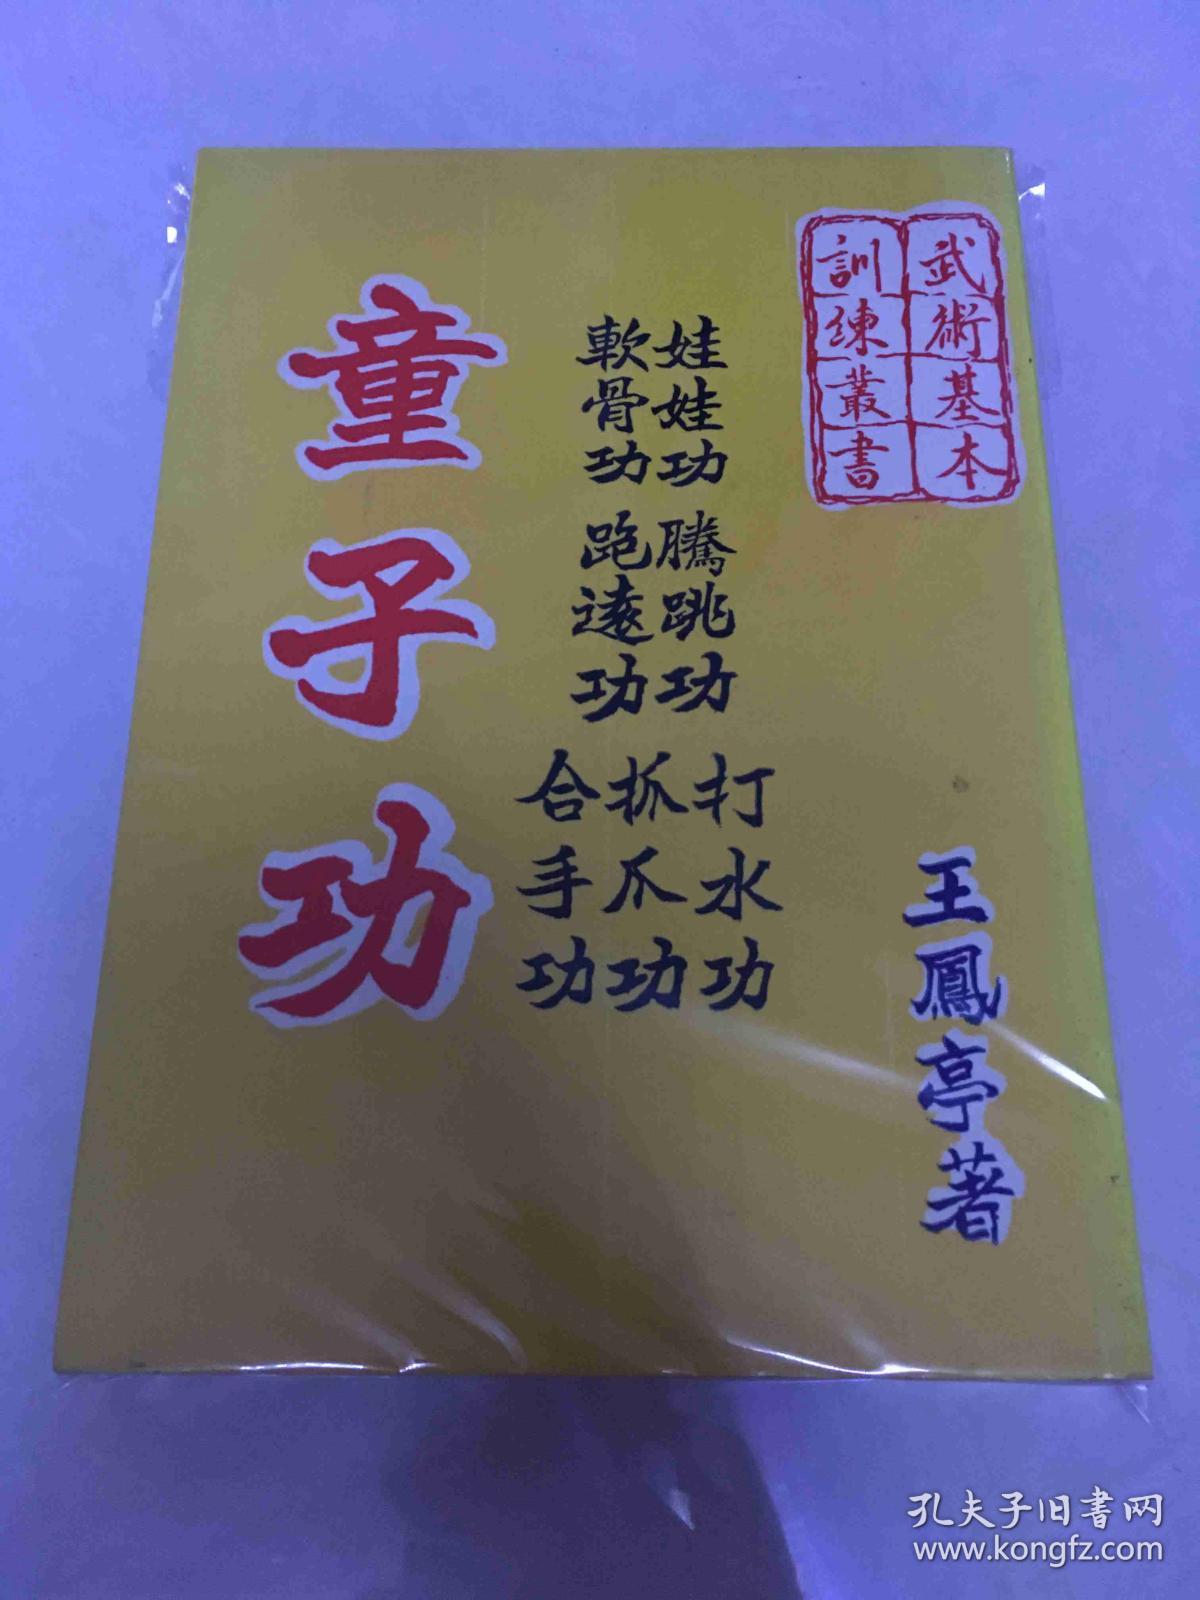 武術基本
訓練叢書
娃娃功
軟骨功
騰跳功
跑遠功
打水功
抓爪功
合手功
童子功
王鳳亭著
孔夫子旧书网
www.kongfz.com